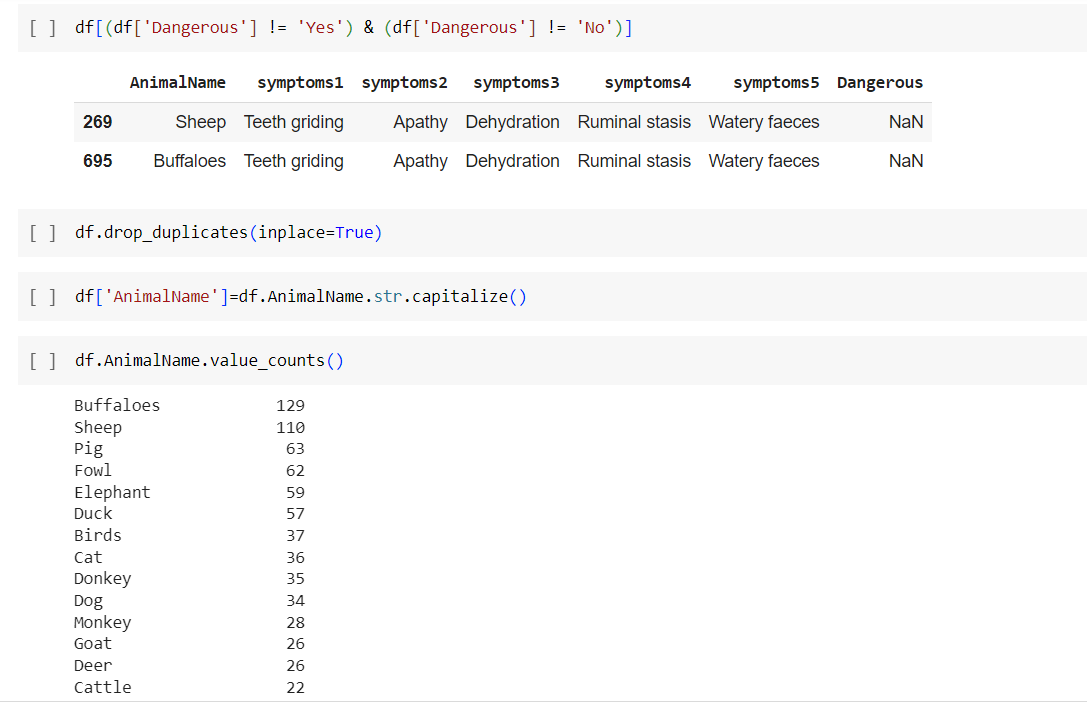 [ ] df[(df['Dangerous'] != 'Yes') & (df['Dangerous'] != 'No')]
AnimalName symptoms1 symptoms2 symptoms3 symptoms4 symptoms5 Dangerous
269 Sheep Teeth griding Apathy Dehydration Ruminal stasis Watery faeces NaN
695 Buffaloes Teeth griding Apathy Dehydration Ruminal stasis Watery faeces NaN
[ ] df.drop_duplicates(inplace=True)
[ ] df['AnimalName']=df.AnimalName.str.capitalize()
[ ] df.AnimalName.value_counts()
Buffaloes 129
Sheep 110
Pig 63
Fowl 62
Elephant 59
Duck 57
Birds 37
Cat 36
Donkey 35
Dog 34
Monkey 28
Goat 26
Deer 26
Cattle 22